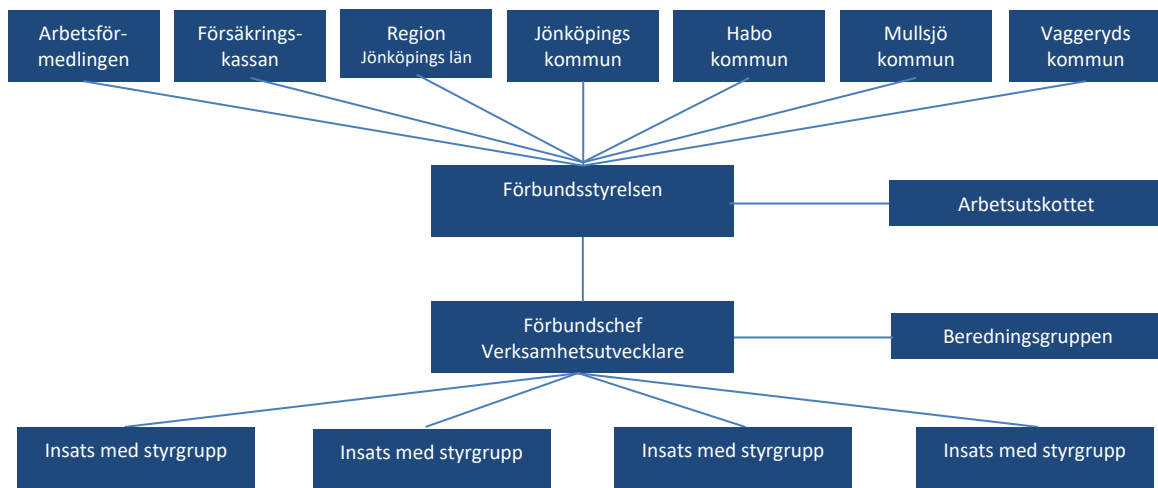 Arbetsför-
medlingen
Försäkrings-
kassan
Region
Jönköpings län
Jönköpings
kommun
Habo
kommun
Mullsjö
kommun
Vaggeryds
kommun
Förbundsstyrelsen
Arbetsutskottet
Förbundschef
Verksamhetsutvecklare
Beredningsgruppen
Insats med styrgrupp
Insats med styrgrupp
Insats med styrgrupp
Insats med styrgrupp